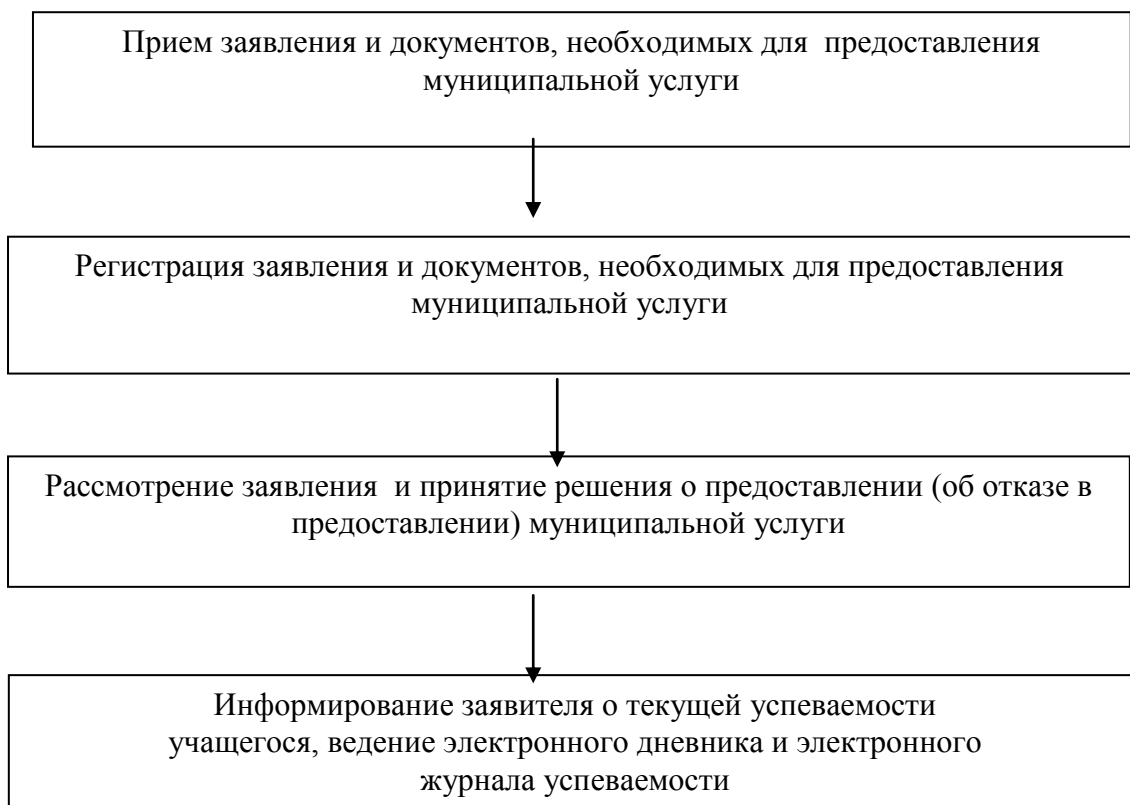 Прием заявления и документов, необходимых для предоставления
муниципальной услуги
Регистрация заявления и документов, необходимых для предоставления
муниципальной услуги
Рассмотрение заявления и принятие решения о предоставлении (об отказе в
предоставлении) муниципальной услуги
Информирование заявителя о текущей успеваемости
учащегося, ведение электронного дневника и электронного
журнала успеваемости